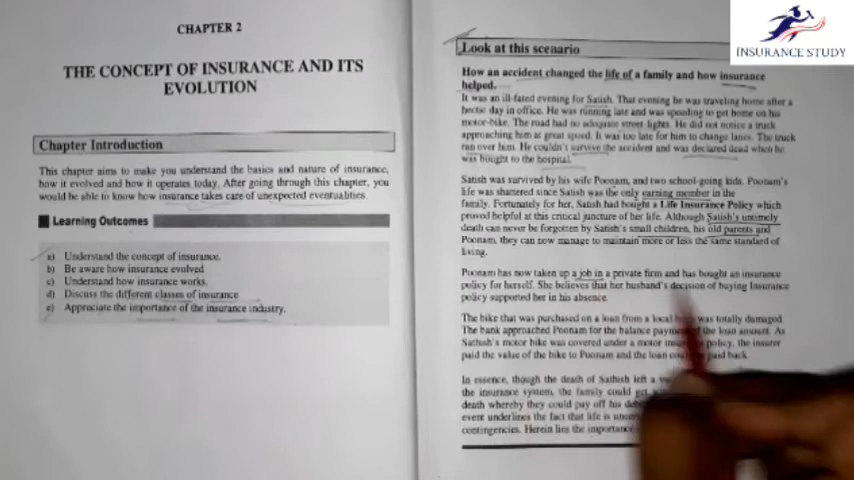 CHAPTER 2
THE CONCEPT OF INSURANCE AND ITS
EVOLUTION
Chapter Introduction
This chapter aims to make you understand the basics and nature of insurance,
how it evolved and how it operates today. After going through this chapter, you
would be able to know how insurance takes care of unexpected eventualities.
Learning Outcomes
a) Understand the concept of insurance.
b) Be aware how insurance evolved
c) Understand how insurance works.
d) Discuss the different classes of insurance
e) Appreciate the importance of the insurance industry.
INSURANCE STUDY
Look at this scenario
How an accident changed the life of a family and how insurance
helped.
It was an ill-fated evening for Satish. That evening he was traveling home after a
hectic day in office. He was running late and was speeding to get home on his
motor-bike. The road had no adequate street lights. He did not notice a truck
approaching him at great speed. It was too late for him to change lanes. The truck
ran over him. He couldn't survive the accident and was declared dead when he
was bought to the hospital.
Satish was survived by his wife Poonam, and two school-going kids. Poonam's
life was shattered since Satish was the only earning member in the
family. Fortunately for her, Satish had bought a Life Insurance Policy which
proved helpful at this critical juncture of her life. Although Satish's untimely
death can never be forgotten by Satish's small children, his old parents and
Poonam, they can now manage to maintain more or less the same standard of
living.
Poonam has now taken up a job in a private firm and has bought an insurance
policy for herself. She believes that her husband's decision of buying Insurance
policy supported her in his absence.
The bike that was purchased on a loan from a local was totally damaged.
The bank approached Poonam for the balance payment of the loan amount. As
Sathish's motor bike was covered under a motor insurance policy, the insurer
paid the value of the bike to Poonam and the loan could paid back.
In essence, though the death of Sathish left a
the insurance system, the family could get
death whereby they could pay off his
event underlines the fact that life is
contingencies. Herein lies the importance